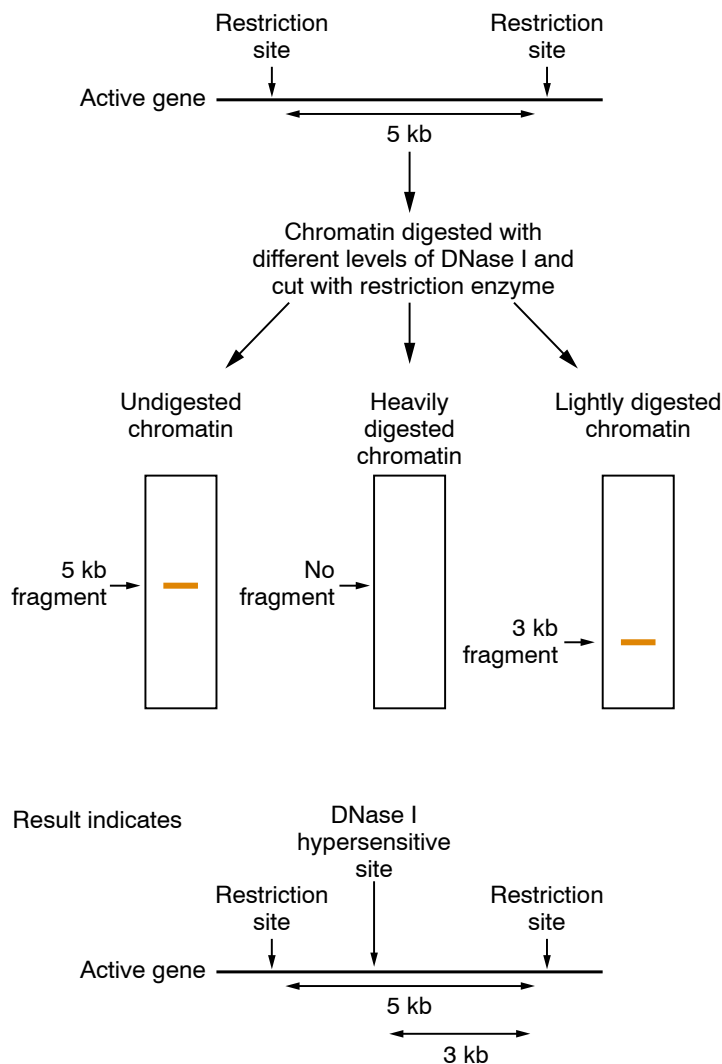 Restriction
site
Restriction
site
Active gene
5 kb
Chromatin digested with
different levels of DNase I and
cut with restriction enzyme
Undigested
chromatin
Heavily
digested
chromatin
Lightly digested
chromatin
5 kb
fragment
No
fragment
3 kb
fragment
Result indicates
DNase I
hypersensitive
site
Restriction
site
Restriction
site
Active gene
5 kb
3 kb